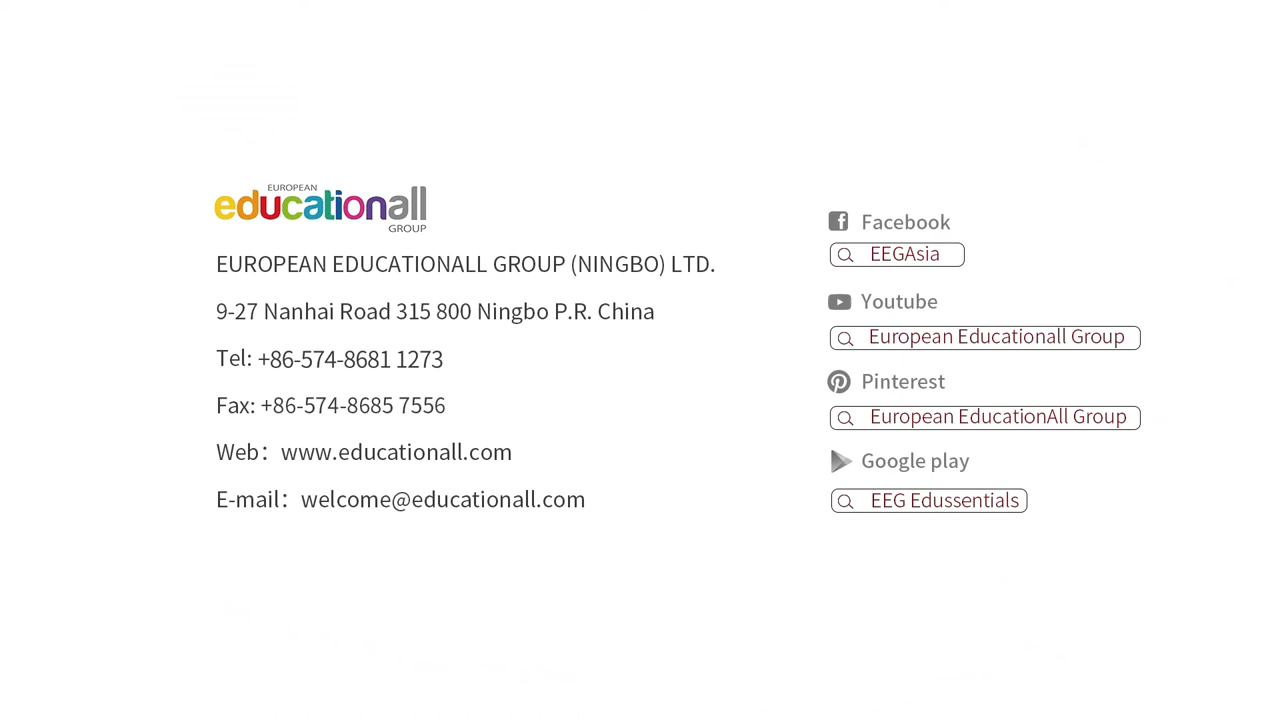 EUROPEAN
educationall
GROUP
EUROPEAN EDUCATIONALL GROUP (NINGBO) LTD.
9-27 Nanhai Road 315 800 Ningbo P.R. China
Tel: +86-574-8681 1273
Fax: +86-574-8685 7556
Web：www.educationall.com
E-mail：welcome@educationall.com
Facebook
EEGAsia
Youtube
European Educationall Group
Pinterest
European EducationAll Group
Google play
EEG Edussentials